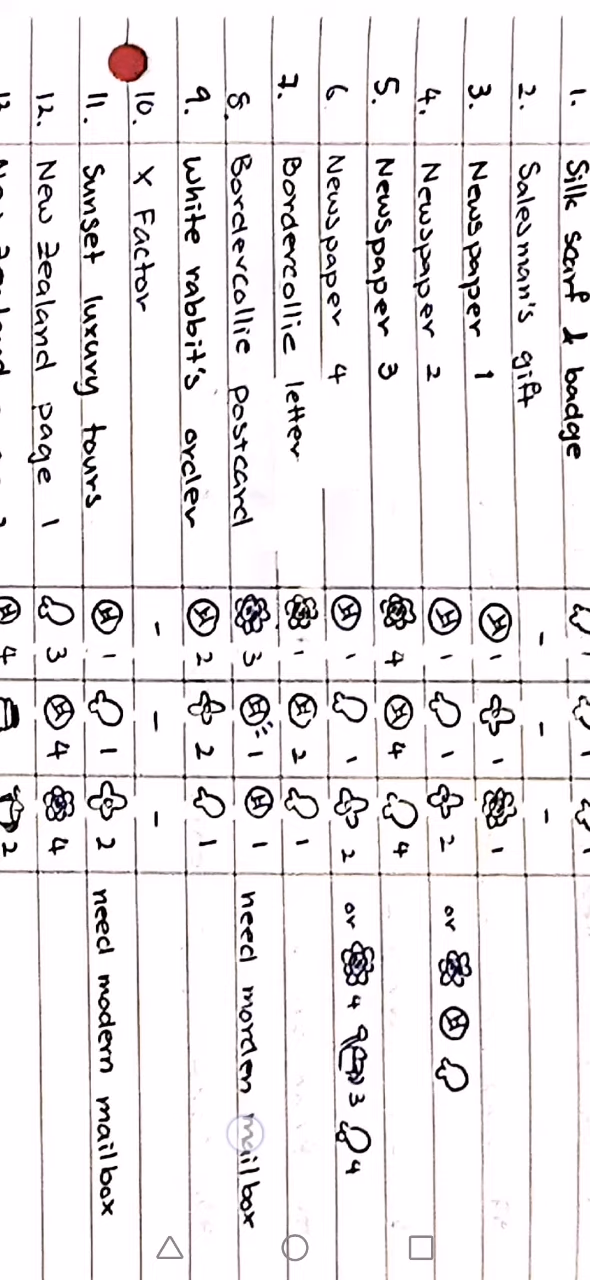 1. Silk scarf & badge 1 1 1
2. Salesman's gift - - -
3. Newspaper 1 1 1 1
4. Newspaper 2 1 1 2 or
5. Newspaper 3 4 4 4
6. Newspaper 4 1 1 2 or 4 3 4
7. Bordercollie letter 1 2 1
8. Bordercollie postcard 3 1 1 need morden mailbox
9. White rabbit's order 2 2 1
10. X Factor - - -
11. Sunset luxury tours 1 1 2 need modern mailbox
12. New Zealand page 1 3 4 4
4 2